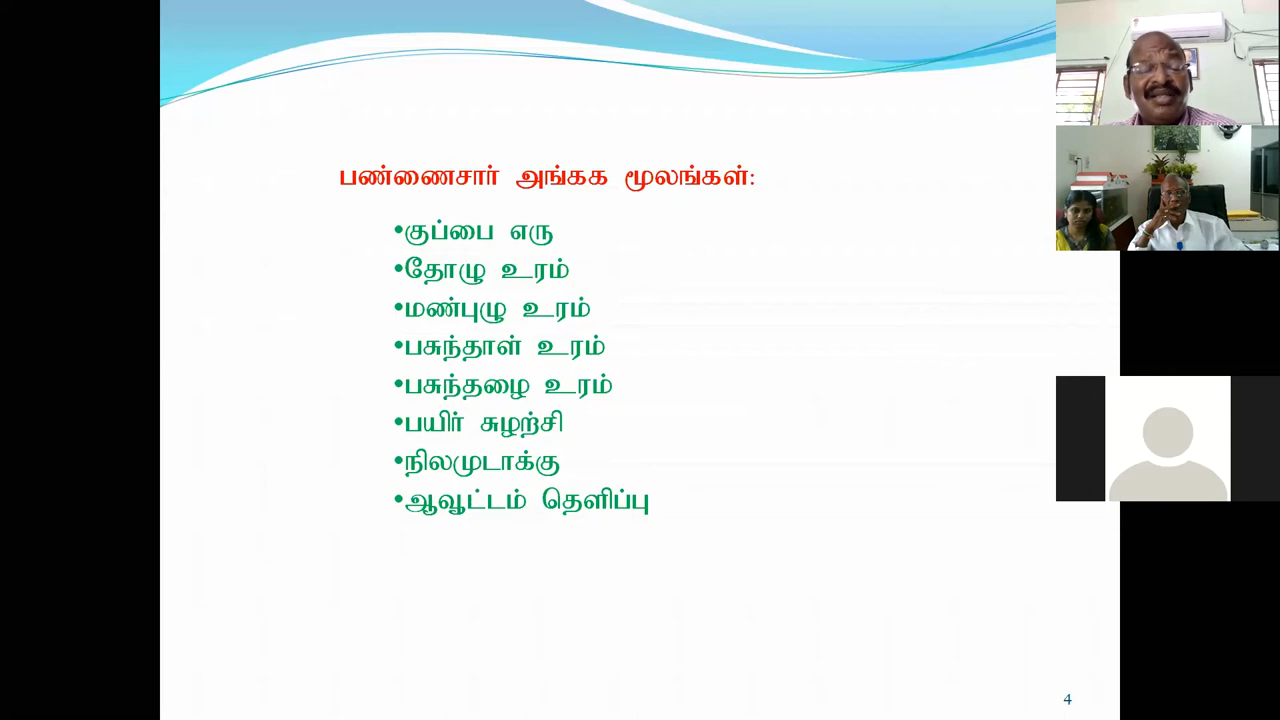 பண்ணைசார் அங்கக மூலங்கள்:
•குப்பை எரு
•தோழு உரம்
•மண்புழு உரம்
•பசுந்தாள் உரம்
•பசுந்தழை உரம்
•பயிர் சுழற்சி
•நிலமுடாக்கு
•ஆவூட்டம் தெளிப்பு
4